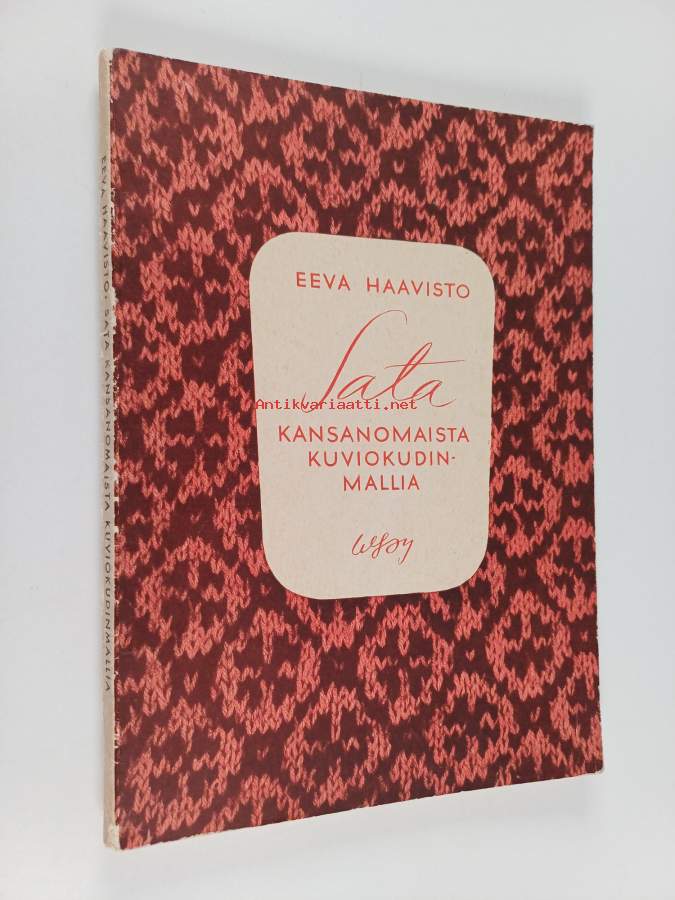 EEVA HAAVISTO
Sata
Antikvariaatti.net
KANSANOMAISTA
KUVIOKUDIN-
MALLIA
WSOY
EEVA HAAVISTO: SATA KANSANOMAISTA KUVIOKUDINMALLIA